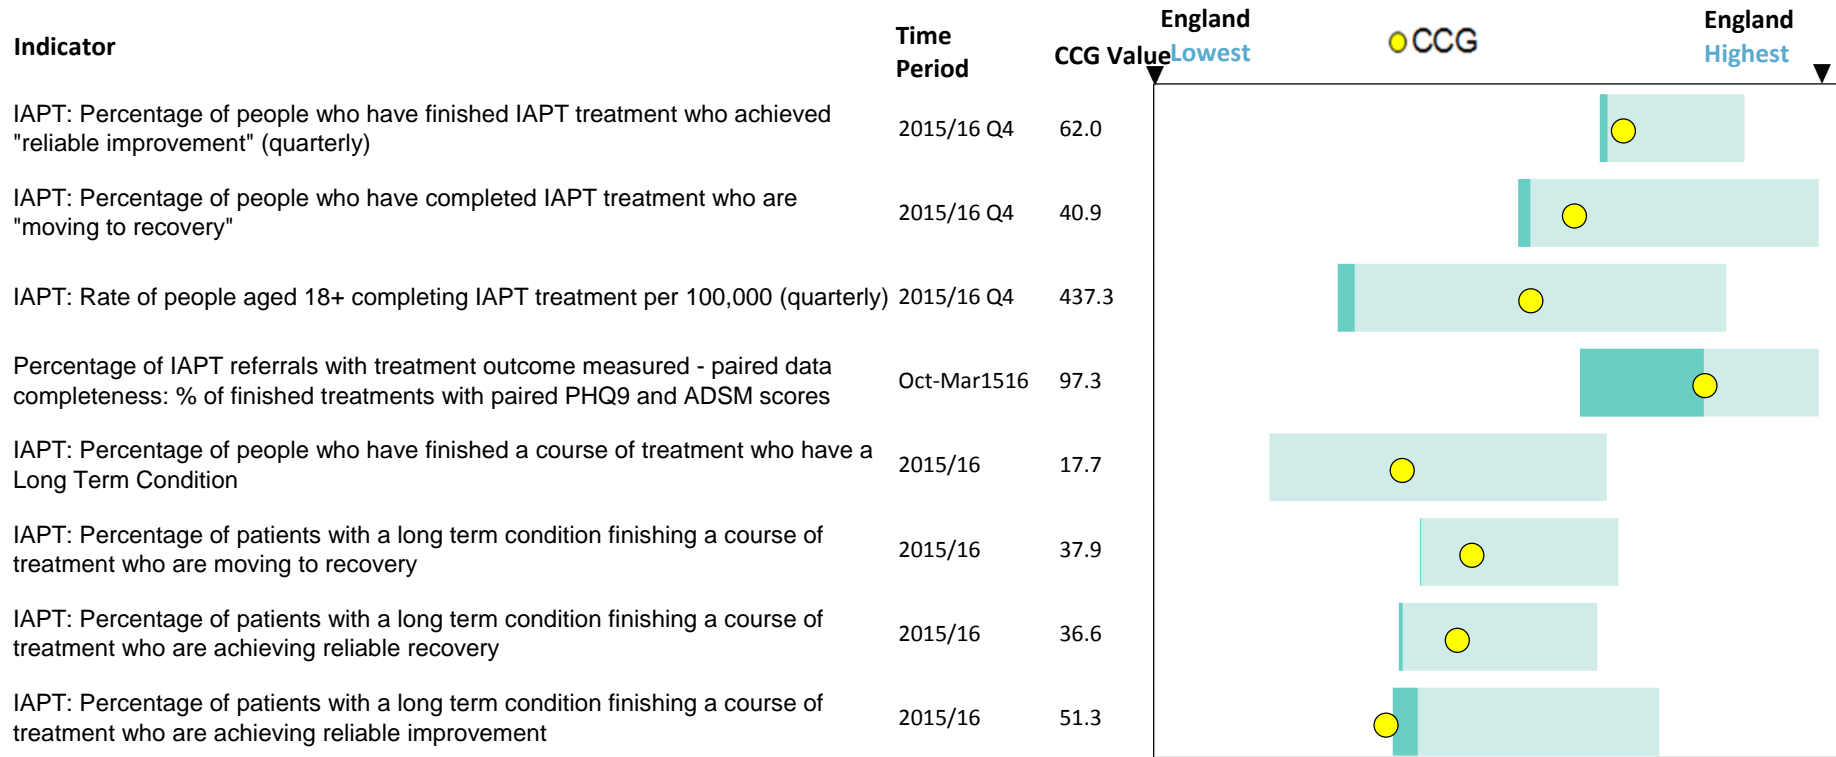 Indicator
Time
Period
CCG Value
England
Lowest
CCG
England
Highest
IAPT: Percentage of people who have finished IAPT treatment who achieved
"reliable improvement" (quarterly)
2015/16 Q4
62.0
IAPT: Percentage of people who have completed IAPT treatment who are
"moving to recovery"
2015/16 Q4
40.9
IAPT: Rate of people aged 18+ completing IAPT treatment per 100,000 (quarterly)
2015/16 Q4
437.3
Percentage of IAPT referrals with treatment outcome measured - paired data
completeness: % of finished treatments with paired PHQ9 and ADSM scores
Oct-Mar1516
97.3
IAPT: Percentage of people who have finished a course of treatment who have a
Long Term Condition
2015/16
17.7
IAPT: Percentage of patients with a long term condition finishing a course of
treatment who are moving to recovery
2015/16
37.9
IAPT: Percentage of patients with a long term condition finishing a course of
treatment who are achieving reliable recovery
2015/16
36.6
IAPT: Percentage of patients with a long term condition finishing a course of
treatment who are achieving reliable improvement
2015/16
51.3